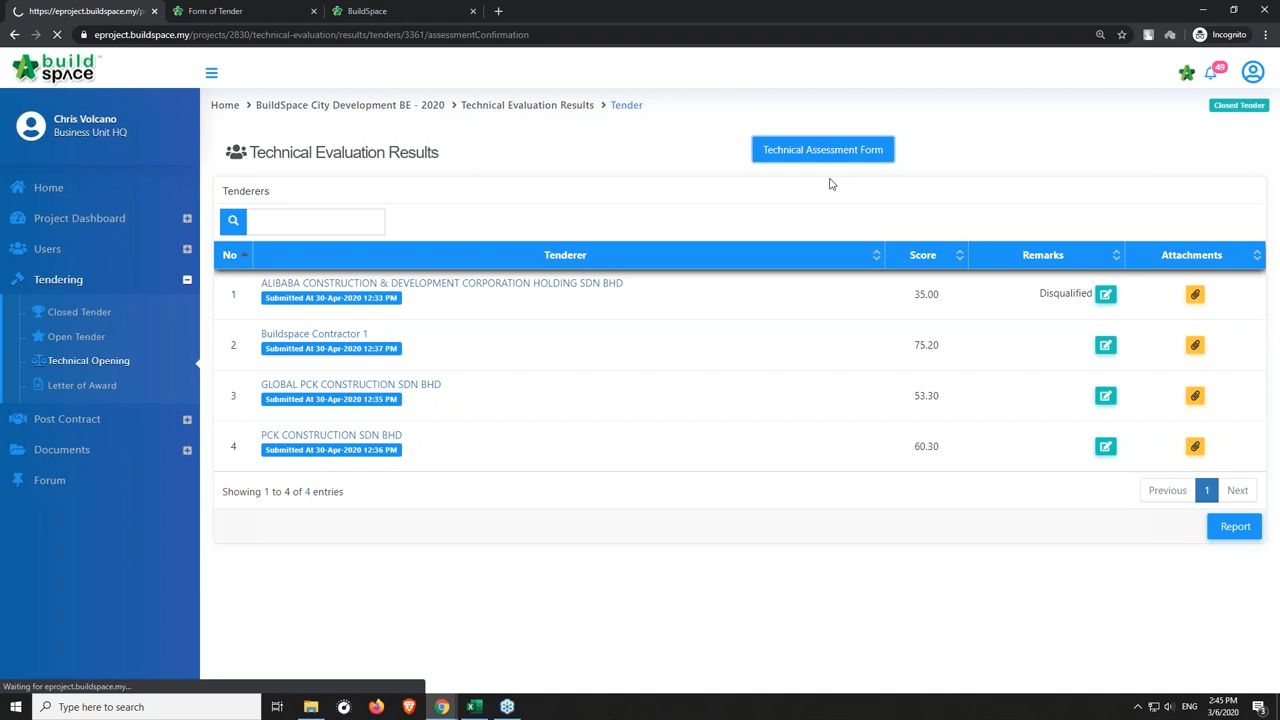 https://eproject.buildspace.my/p
Form of Tender
BuildSpace
eproject.buildspace.my/projects/2830/technical-evaluation/results/tenders/3361/assessmentConfirmation
Incognito
build
space
49
Chris Volcano
Business Unit HQ
Home > BuildSpace City Development BE - 2020 > Technical Evaluation Results > Tender
Closed Tender
Technical Evaluation Results
Technical Assessment Form
Home
Project Dashboard
Users
Tendering
Closed Tender
Open Tender
Technical Opening
Letter of Award
Post Contract
Documents
Forum
Tenderers
No Tenderer Score Remarks Attachments
1 ALIBABA CONSTRUCTION & DEVELOPMENT CORPORATION HOLDING SDN BHD 35.00 Disqualified
Submitted At 30-Apr-2020 12:33 PM
2 Buildspace Contractor 1 75.20
Submitted At 30-Apr-2020 12:37 PM
3 GLOBAL PCK CONSTRUCTION SDN BHD 53.30
Submitted At 30-Apr-2020 12:35 PM
4 PCK CONSTRUCTION SDN BHD 60.30
Submitted At 30-Apr-2020 12:36 PM
Showing 1 to 4 of 4 entries
Previous 1 Next
Report
Waiting for eproject.buildspace.my...
Type here to search
ENG
2:45 PM
3/6/2020
3